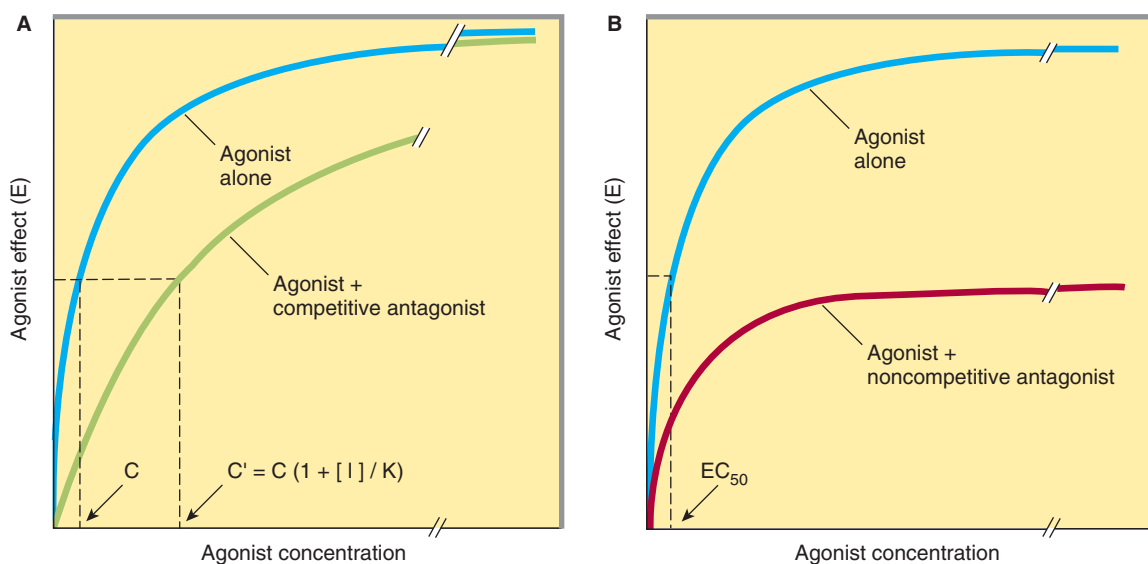 A
Agonist effect (E)
Agonist
alone
Agonist +
competitive antagonist
C
C' = C (1 + [ I ] / K)
Agonist concentration
B
Agonist effect (E)
Agonist
alone
Agonist +
noncompetitive antagonist
EC50
Agonist concentration